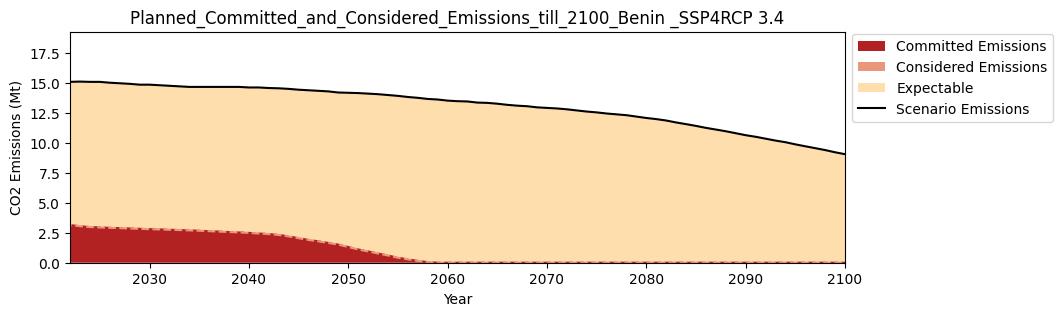 Planned_Committed_and_Considered_Emissions_till_2100_Benin _SSP4RCP 3.4
CO2 Emissions (Mt)
17.5
15.0
12.5
10.0
7.5
5.0
2.5
0.0
2030 2040 2050 2060 2070 2080 2090 2100
Year
Committed Emissions
Considered Emissions
Expectable
Scenario Emissions